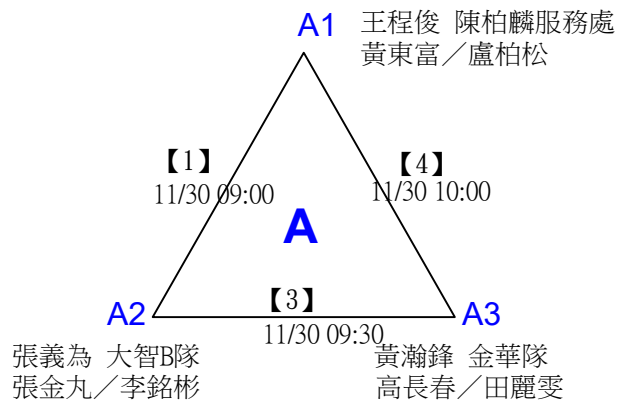 A1 王程俊 陳柏麟服務處
黃東富／盧柏松
【1】
11/30 09:00
【4】
11/30 10:00
A
【3】
11/30 09:30
A2
A3
張義為 大智B隊
張金丸／李銘彬
黃瀚鋒 金華隊
高長春／田麗雯